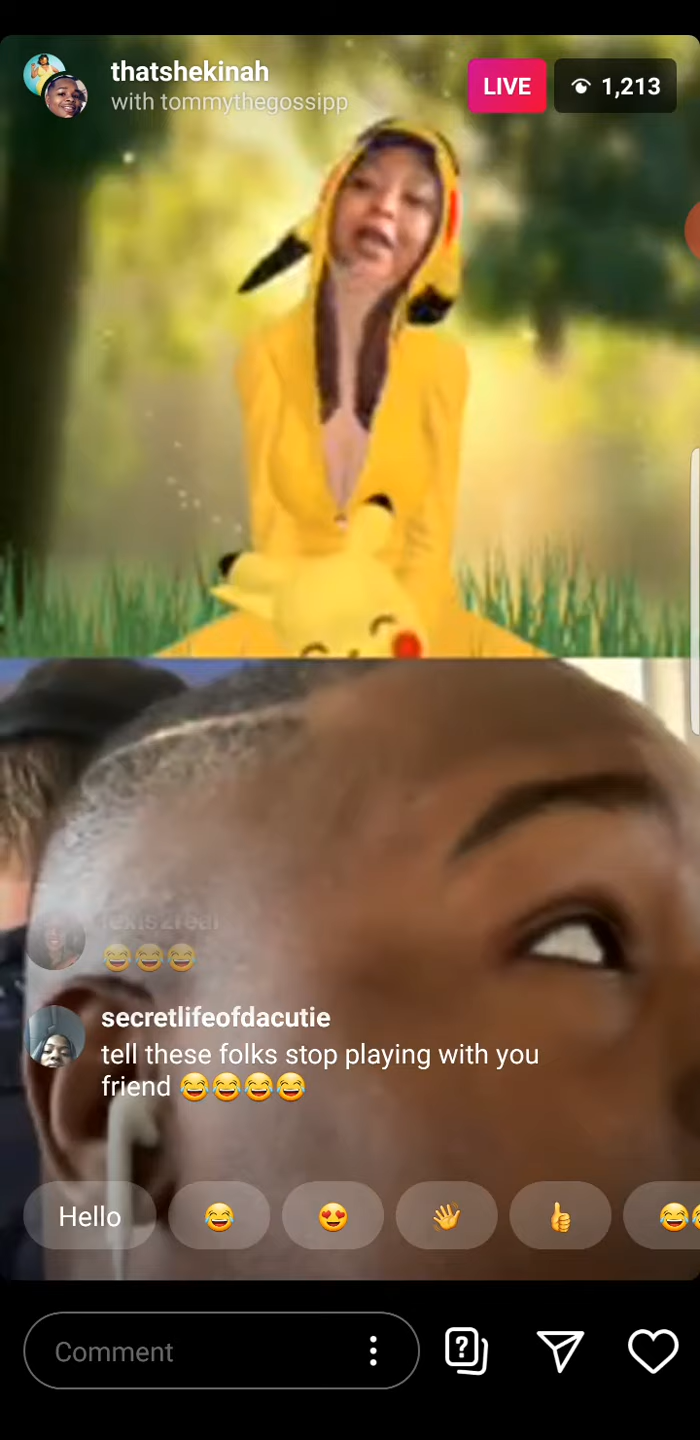 thatshekinah
with tommythegossipp
LIVE
1,213
😂😂😂
secretlifeofdacutie
tell these folks stop playing with you
friend 😂😂😂😂
Hello
Comment